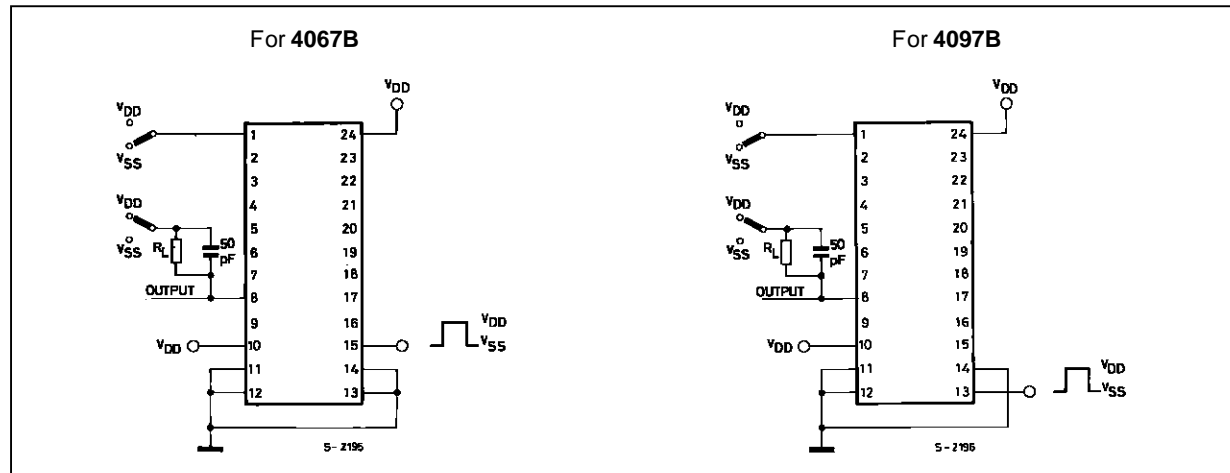 For 4067B
VDD
VDD
VSS
VDD
VSS
RL
50
pF
OUTPUT
VDD
1 24
2 23
3 22
4 21
5 20
6 19
7 18
8 17
9 16
10 15
11 14
12 13
VDD
VSS
S-2195
For 4097B
VDD
VDD
VSS
VDD
VSS
RL
50
pF
OUTPUT
VDD
1 24
2 23
3 22
4 21
5 20
6 19
7 18
8 17
9 16
10 15
11 14
12 13
VDD
VSS
S-2196